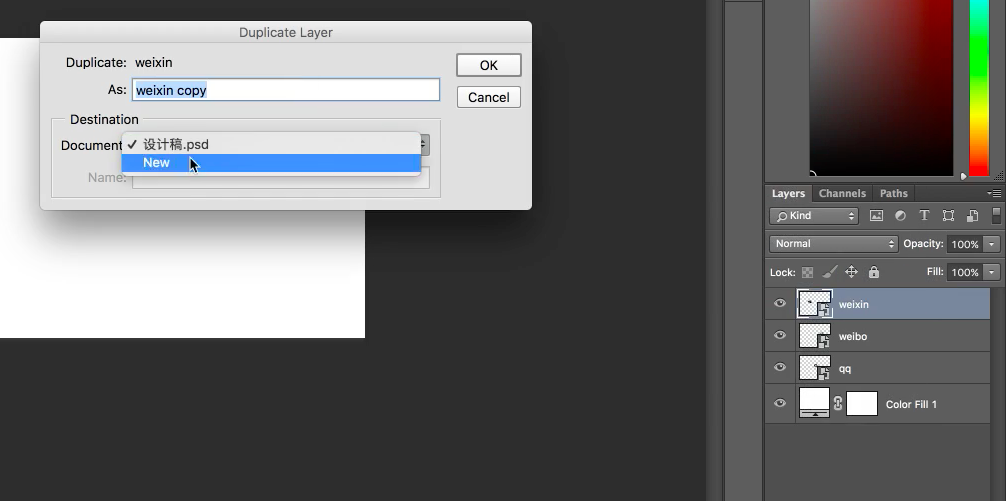 Duplicate Layer
Duplicate: weixin
As: weixin copy
OK
Cancel
Destination
Document
✓ 设计稿.psd
New
Name:
Layers Channels Paths
Kind
Normal Opacity: 100%
Lock: Fill: 100%
weixin
weibo
qq
Color Fill 1